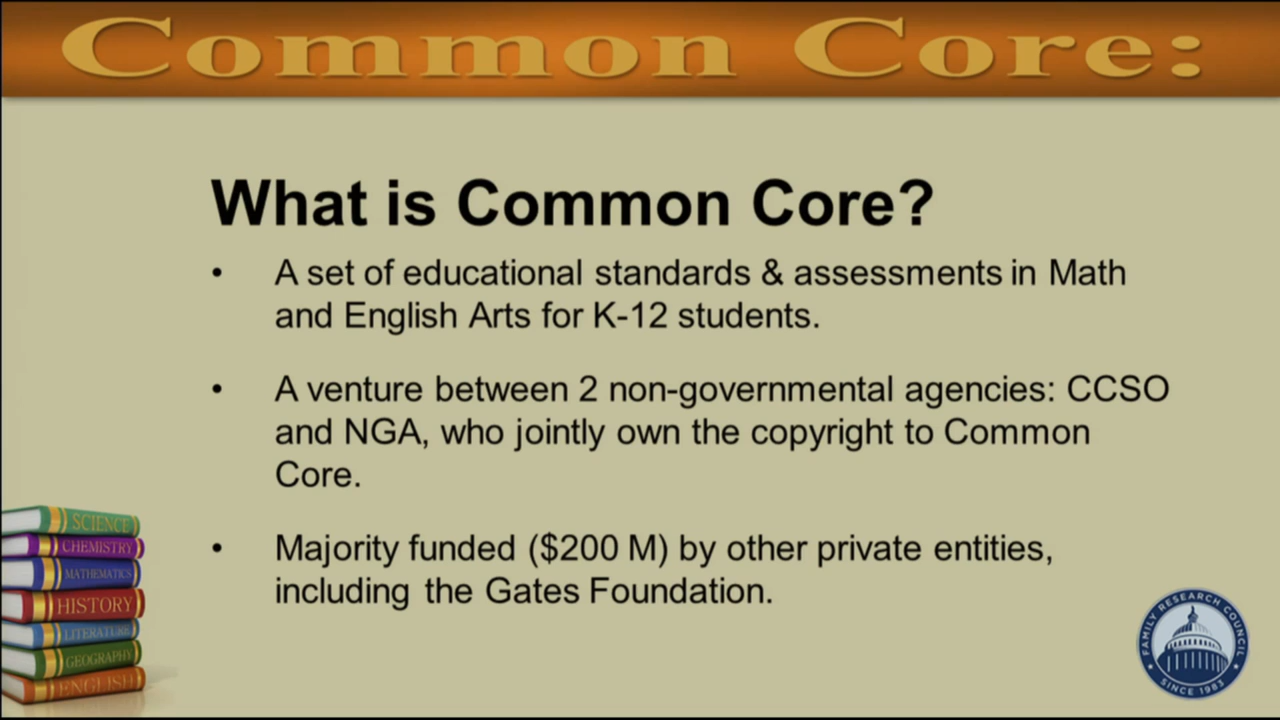 Common Core:
What is Common Core?
• A set of educational standards & assessments in Math
and English Arts for K-12 students.
• A venture between 2 non-governmental agencies: CCSO
and NGA, who jointly own the copyright to Common
Core.
• Majority funded ($200 M) by other private entities,
including the Gates Foundation.
SCIENCE
CHEMISTRY
MATHEMATICS
HISTORY
LITERATURE
GEOGRAPHY
ENGLISH
FAMILY RESEARCH COUNCIL
SINCE 1983